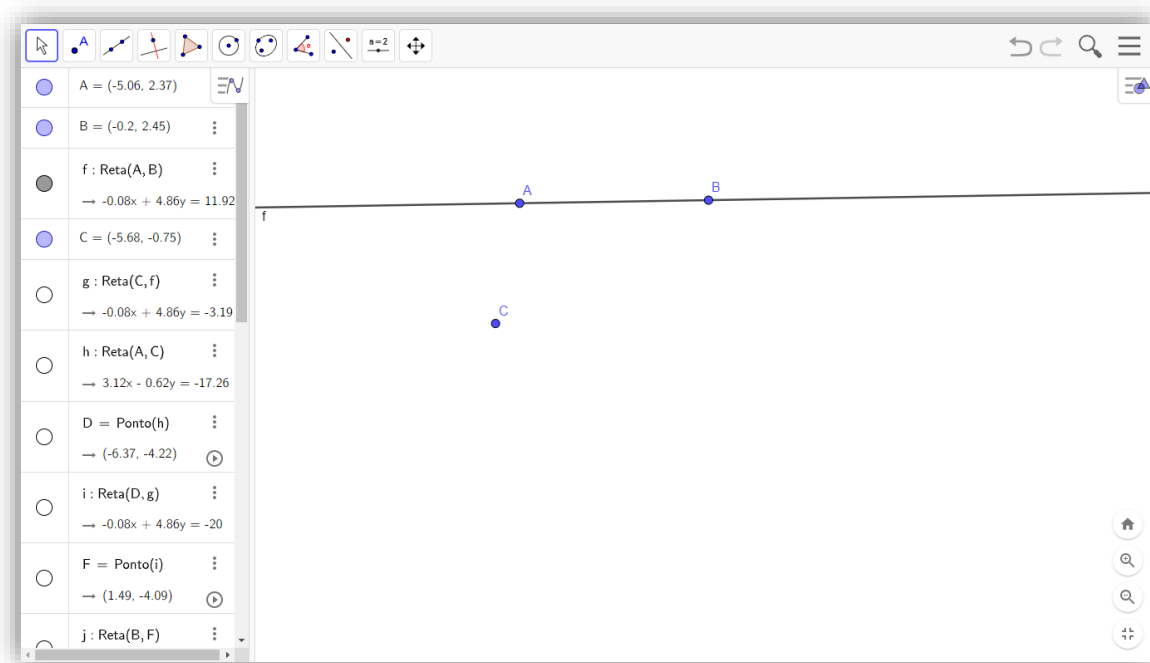 A
a=2
A = (-5.06, 2.37)
B = (-0.2, 2.45)
f : Reta(A, B)
→ -0.08x + 4.86y = 11.92
C = (-5.68, -0.75)
g : Reta(C, f)
→ -0.08x + 4.86y = -3.19
h : Reta(A, C)
→ 3.12x - 0.62y = -17.26
D = Ponto(h)
→ (-6.37, -4.22)
i : Reta(D, g)
→ -0.08x + 4.86y = -20
F = Ponto(i)
→ (1.49, -4.09)
j : Reta(B, F)
A
B
f
C